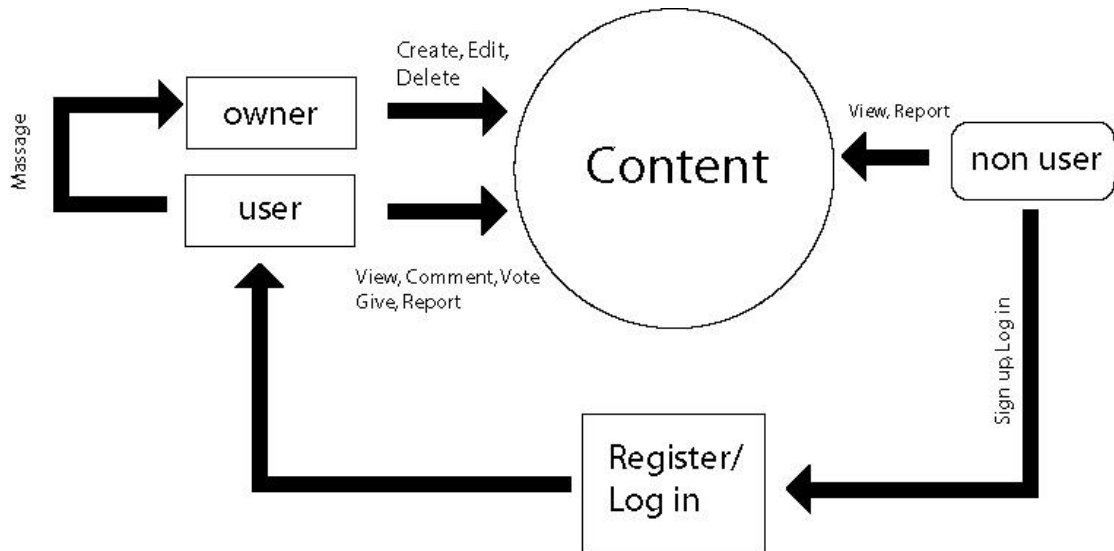 Create, Edit,
Delete
owner
Massage
Content
View, Report
non user
user
View, Comment, Vote
Give, Report
Sign up, Log in
Register/
Log in